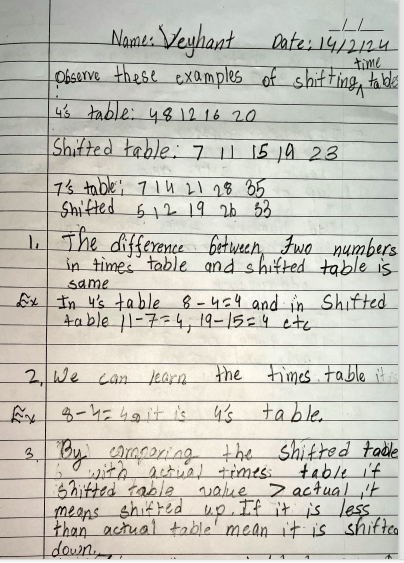 Name: Veyhant Date: 14/2/24
Observe these examples of shifting time table
4's table: 4 8 12 16 20
Shifted table: 7 11 15 19 23
7's table: 7 14 21 28 35
Shifted 5 12 19 26 33
1. The difference between two numbers
in times table and shifted table is
same
Ex In 4's table 8-4=4 and in Shifted
table 11-7=4, 19-15=4 etc
2. We can learn the times table it
Ex 8-4=4 so it is 4's table.
3. By comparing the shifted table
with actual times table if
shifted table value > actual, it
means shifted up. If it is less
than actual table mean it is shifted
down.